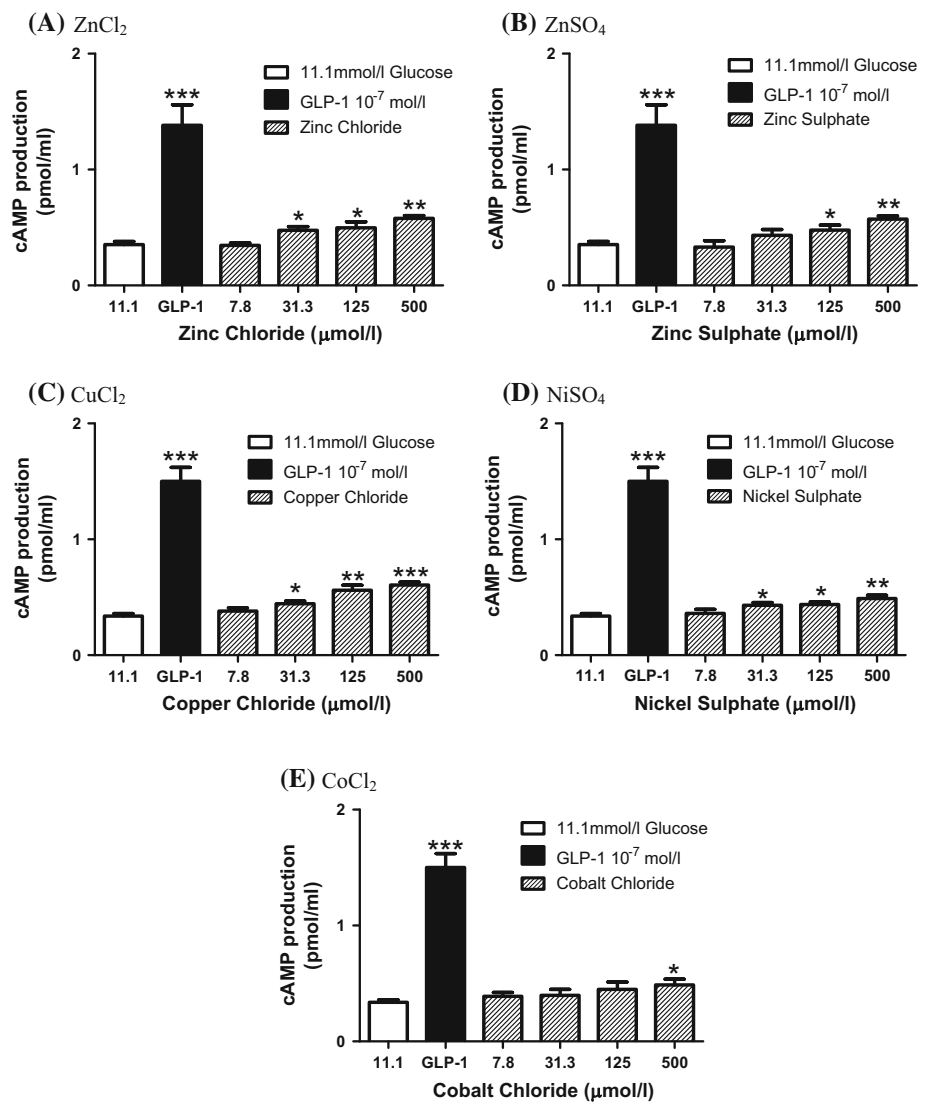 (A) ZnCl2
cAMP production
(pmol/ml)
2
1
0
***
*
*
**
11.1mmol/l Glucose
GLP-1 10-7 mol/l
Zinc Chloride
11.1 GLP-1 7.8 31.3 125 500
Zinc Chloride (μmol/l)
(B) ZnSO4
cAMP production
(pmol/ml)
2
1
0
***
*
**
11.1mmol/l Glucose
GLP-1 10-7 mol/l
Zinc Sulphate
11.1 GLP-1 7.8 31.3 125 500
Zinc Sulphate (μmol/l)
(C) CuCl2
cAMP production
(pmol/ml)
2
1
0
***
*
**
***
11.1mmol/l Glucose
GLP-1 10-7 mol/l
Copper Chloride
11.1 GLP-1 7.8 31.3 125 500
Copper Chloride (μmol/l)
(D) NiSO4
cAMP production
(pmol/ml)
2
1
0
***
*
*
**
11.1mmol/l Glucose
GLP-1 10-7 mol/l
Nickel Sulphate
11.1 GLP-1 7.8 31.3 125 500
Nickel Sulphate (μmol/l)
(E) CoCl2
cAMP production
(pmol/ml)
2
1
0
***
*
11.1mmol/l Glucose
GLP-1 10-7 mol/l
Cobalt Chloride
11.1 GLP-1 7.8 31.3 125 500
Cobalt Chloride (μmol/l)